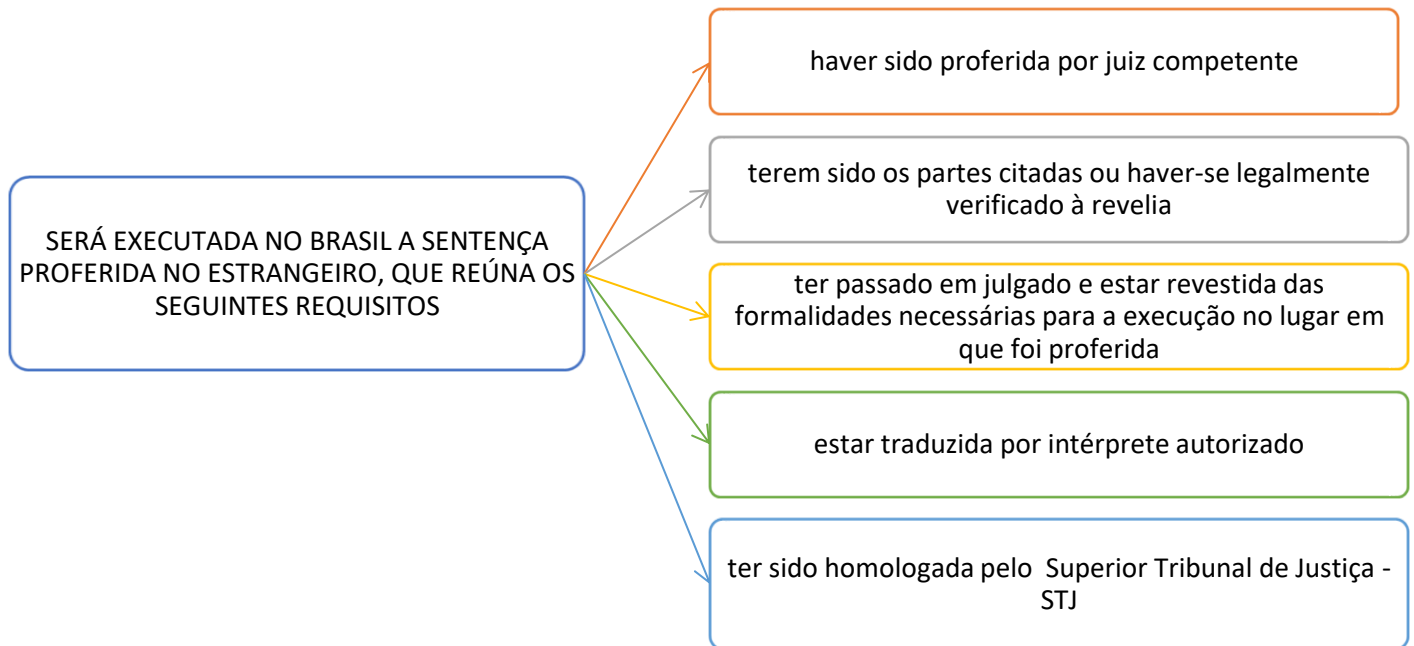 haver sido proferida por juiz competente
terem sido os partes citadas ou haver-se legalmente
verificado à revelia
SERÁ EXECUTADA NO BRASIL A SENTENÇA
PROFERIDA NO ESTRANGEIRO, QUE REÚNA OS
SEGUINTES REQUISITOS
ter passado em julgado e estar revestida das
formalidades necessárias para a execução no lugar em
que foi proferida
estar traduzida por intérprete autorizado
ter sido homologada pelo  Superior Tribunal de Justiça -
STJ